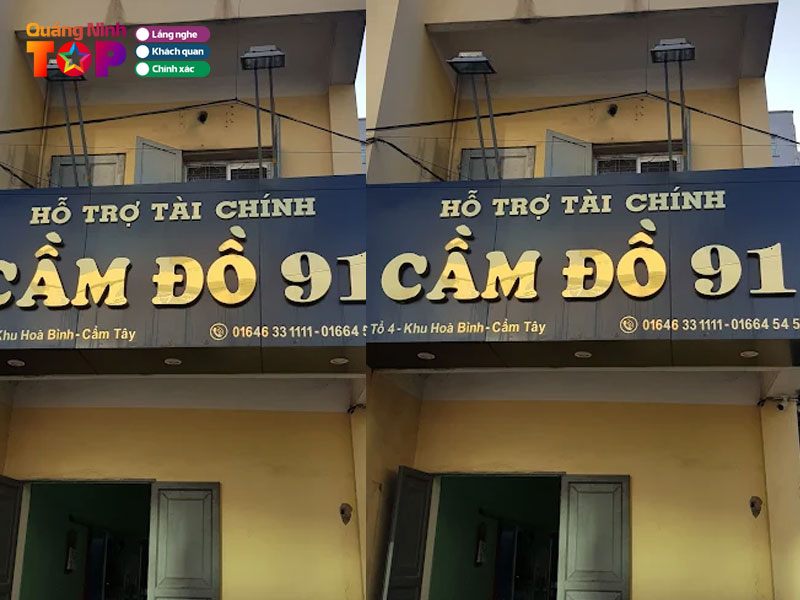 Quảng Ninh
TOP
Lắng nghe
Khách quan
Chính xác
HỖ TRỢ TÀI CHÍNH
CẦM ĐỒ 91
Khu Hoà Bình - Cẩm Tây
01646 33 1111 - 01664 5
HỖ TRỢ TÀI CHÍNH
CẦM ĐỒ 91
Tổ 4 - Khu Hoà Bình - Cẩm Tây
01646 33 1111 - 01664 54 5